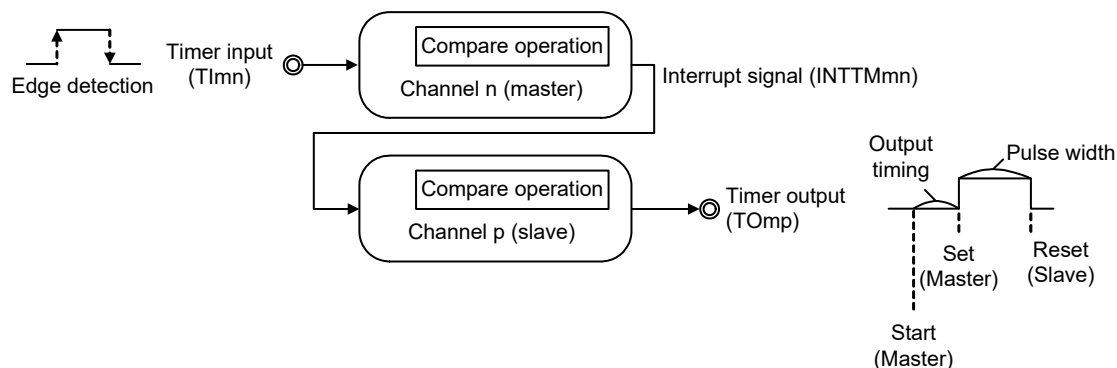 Edge detection
Timer input
(TImn)
Compare operation
Channel n (master)
Interrupt signal (INTTMmn)
Compare operation
Channel p (slave)
Timer output
(TOmp)
Output
timing
Pulse width
Set
(Master)
Reset
(Slave)
Start
(Master)